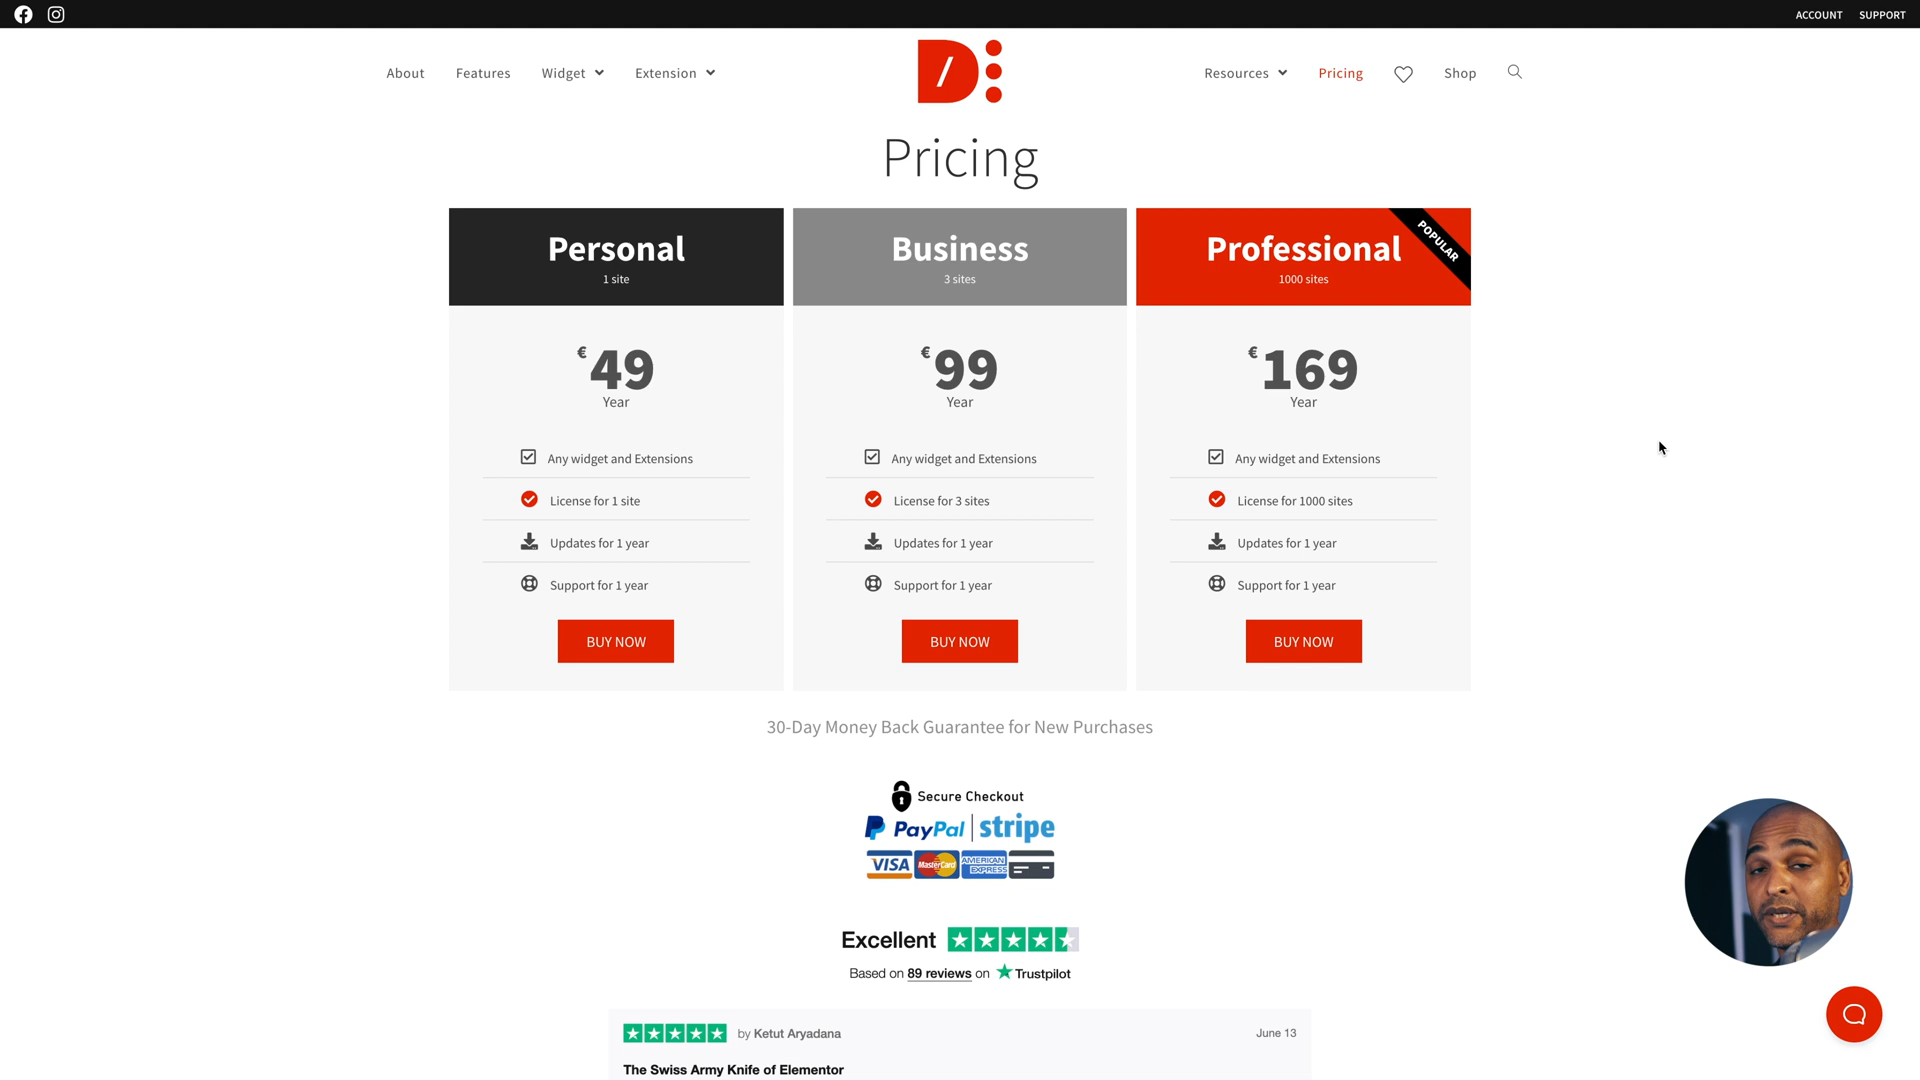 ACCOUNT SUPPORT
About Features Widget Extension D/ Resources Pricing Shop
Pricing
Personal
1 site
€49
Year
Any widget and Extensions
License for 1 site
Updates for 1 year
Support for 1 year
BUY NOW
Business
3 sites
€99
Year
Any widget and Extensions
License for 3 sites
Updates for 1 year
Support for 1 year
BUY NOW
Professional
1000 sites
POPULAR
€169
Year
Any widget and Extensions
License for 1000 sites
Updates for 1 year
Support for 1 year
BUY NOW
30-Day Money Back Guarantee for New Purchases
Secure Checkout
PayPal | stripe
VISA MasterCard AMERICAN EXPRESS
Excellent
Based on 89 reviews on Trustpilot
by Ketut Aryadana June 13
The Swiss Army Knife of Elementor